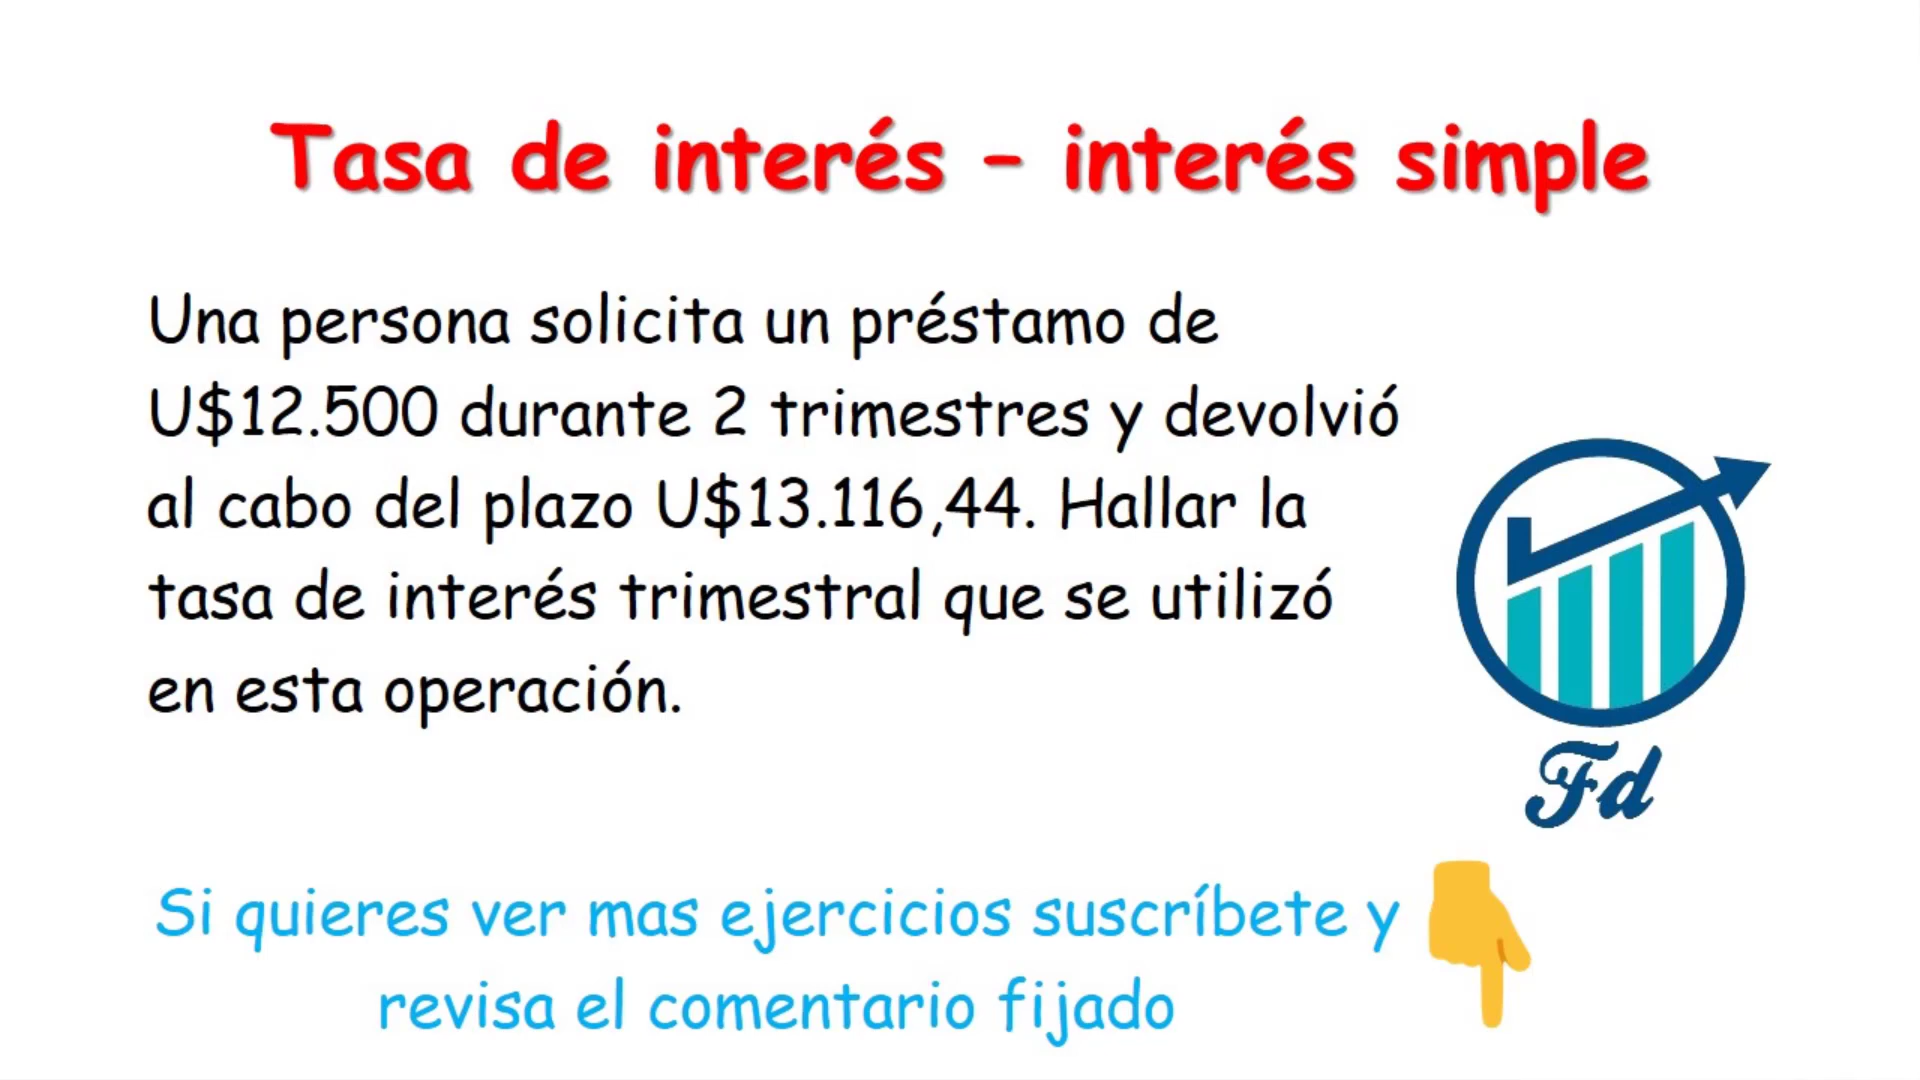 Tasa de interés – interés simple
Una persona solicita un préstamo de
U$12.500 durante 2 trimestres y devolvió
al cabo del plazo U$13.116,44. Hallar la
tasa de interés trimestral que se utilizó
en esta operación.
Fd
Si quieres ver mas ejercicios suscríbete y
revisa el comentario fijado